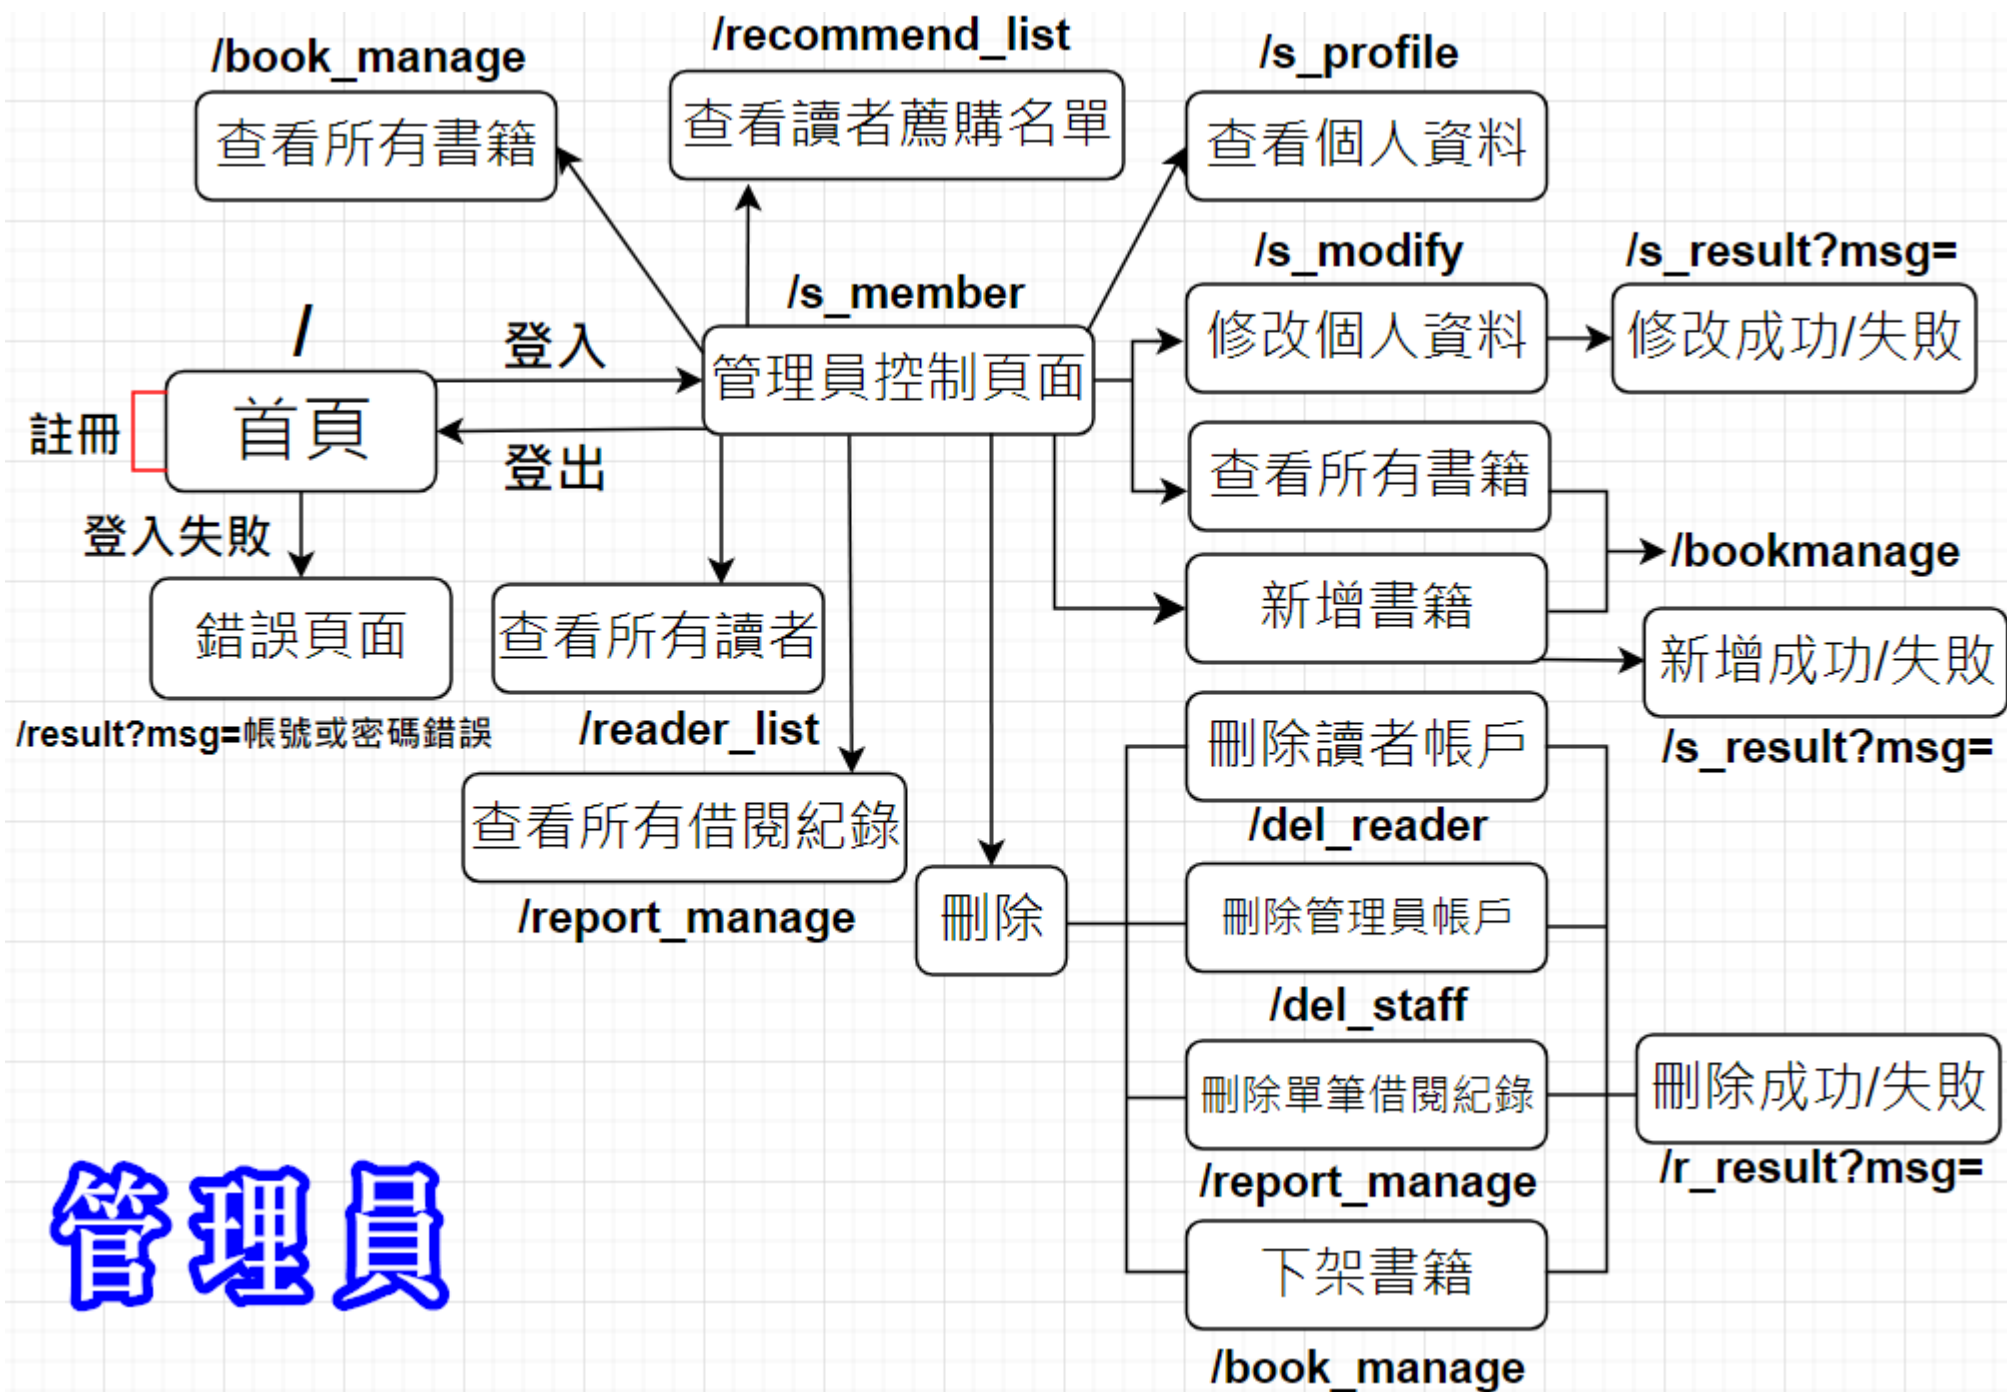 /book_manage
查看所有書籍
/recommend_list
查看讀者薦購名單
/s_profile
查看個人資料
/s_modify
修改個人資料
/s_result?msg=
修改成功/失敗
/
首頁
註冊
登入
登出
/s_member
管理員控制頁面
查看所有書籍
新增書籍
/bookmanage
新增成功/失敗
/s_result?msg=
登入失敗
錯誤頁面
/result?msg=帳號或密碼錯誤
查看所有讀者
/reader_list
查看所有借閱紀錄
/report_manage
刪除
刪除讀者帳戶
/del_reader
刪除管理員帳戶
/del_staff
刪除單筆借閱紀錄
/report_manage
下架書籍
/book_manage
刪除成功/失敗
/r_result?msg=
管理員